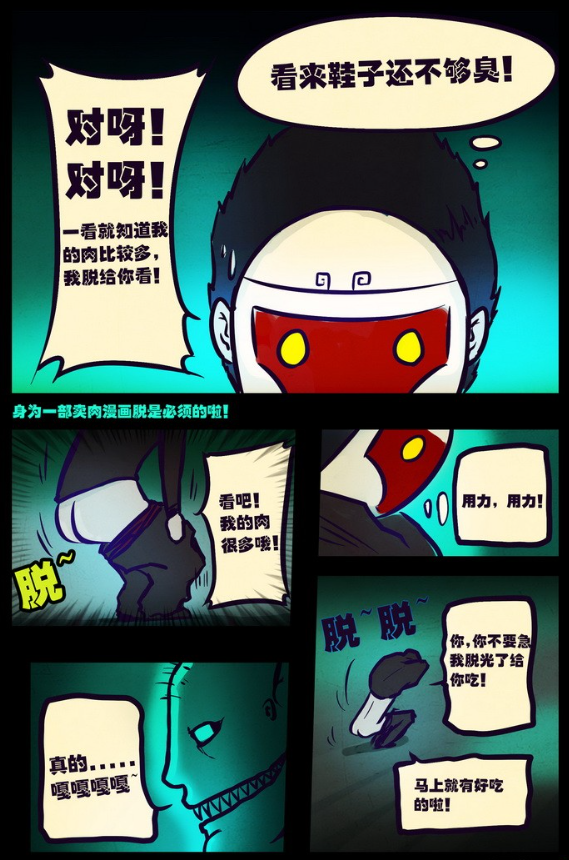 看来鞋子还不够臭！
对呀！
对呀！
一看就知道我
的肉比较多，
我脱给你看！
身为一部卖肉漫画脱是必须的啦！
看吧！
我的肉
很多哦！
脱~
用力，用力！
脱~脱~
你，你不要急
我脱光了给
你吃！
真的.....
嘎嘎嘎嘎~
马上就有好吃
的啦！